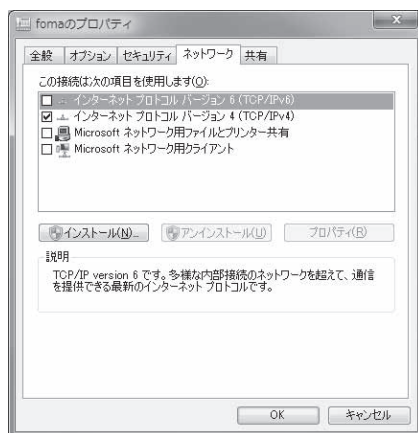 fomaのプロパティ
全般 オプション セキュリティ ネットワーク 共有
この接続は次の項目を使用します(O):
インターネット プロトコル バージョン 6 (TCP/IPv6)
インターネット プロトコル バージョン 4 (TCP/IPv4)
Microsoft ネットワーク用ファイルとプリンター共有
Microsoft ネットワーク用クライアント
インストール(N)... アンインストール(U) プロパティ(R)
説明
TCP/IP version 6 です。多様な内部接続のネットワークを超えて、通信
を提供できる最新のインターネット プロトコルです。
OK キャンセル